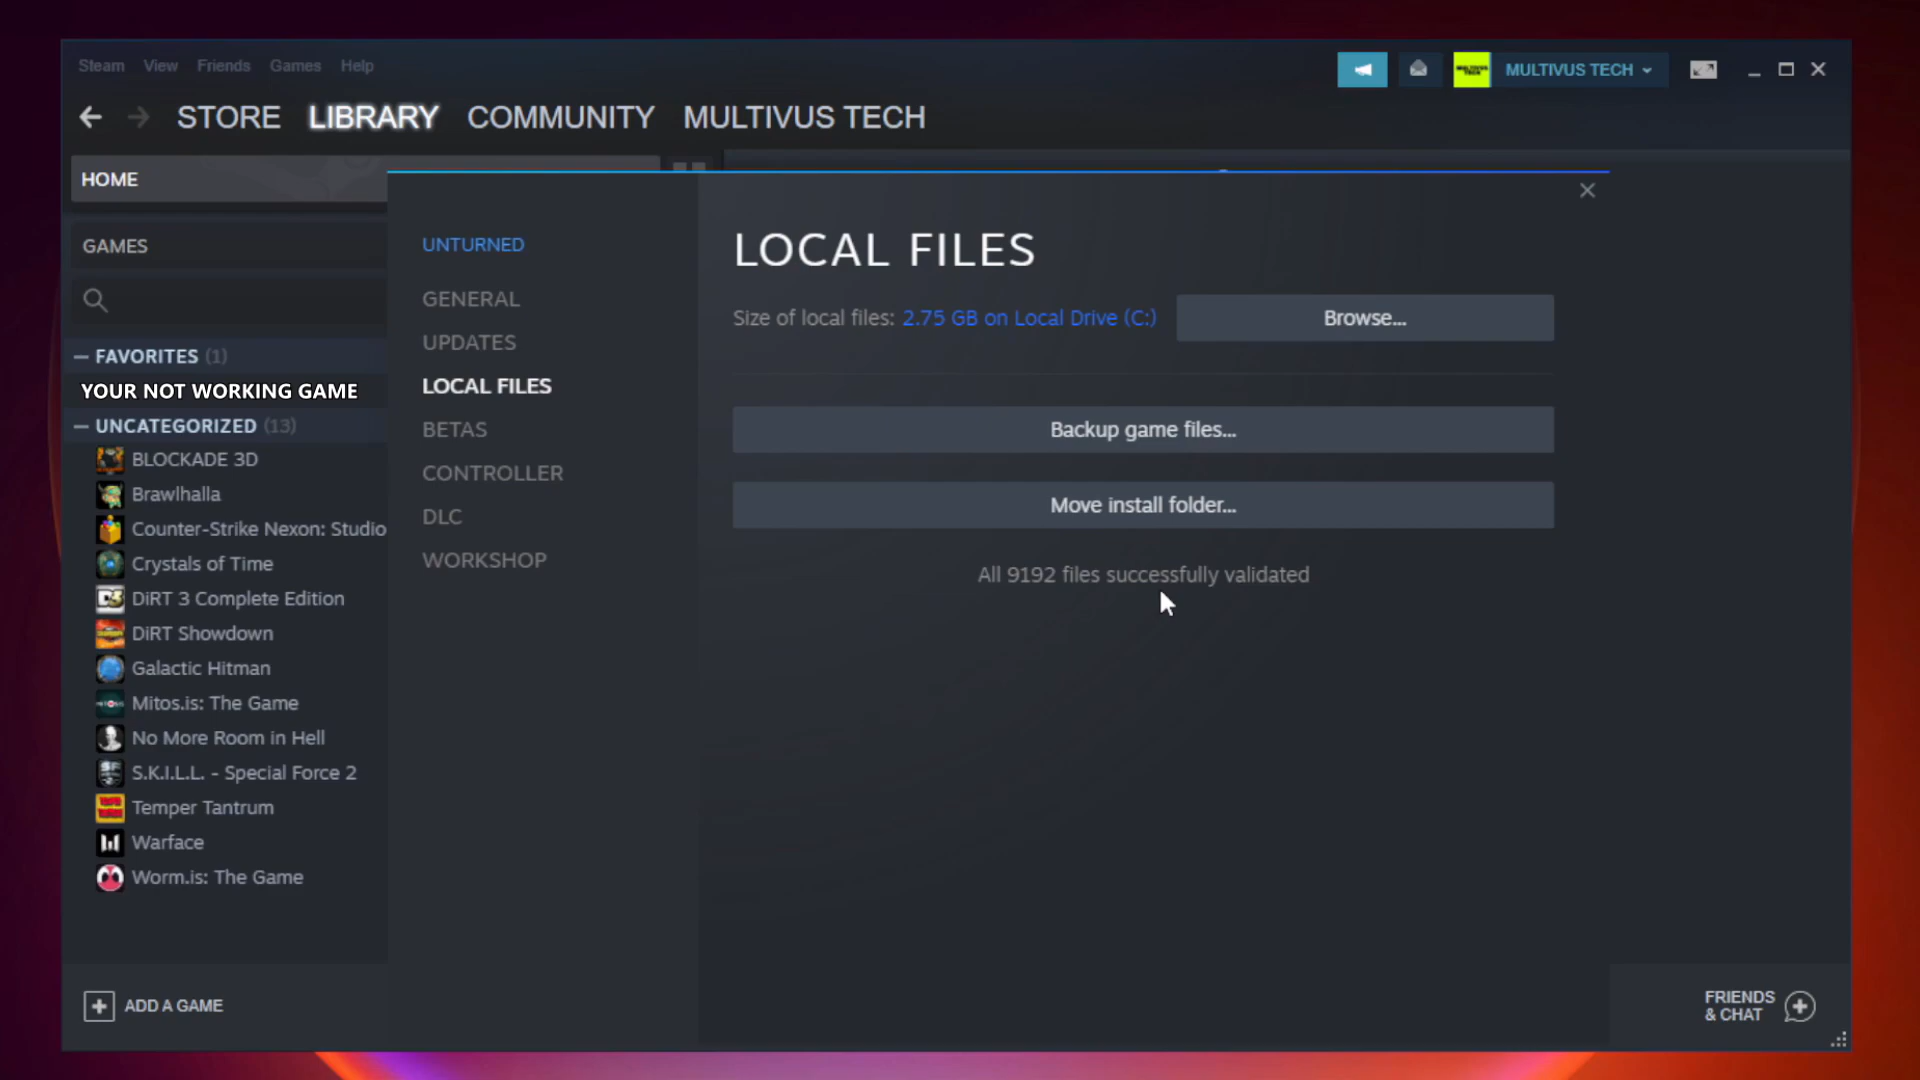 Steam View Friends Games Help
MULTIVUS TECH
STORE LIBRARY COMMUNITY MULTIVUS TECH
HOME
GAMES
— FAVORITES (1)
YOUR NOT WORKING GAME
— UNCATEGORIZED (13)
BLOCKADE 3D
Brawlhalla
Counter-Strike Nexon: Studio
Crystals of Time
DiRT 3 Complete Edition
DiRT Showdown
Galactic Hitman
Mitos.is: The Game
No More Room in Hell
S.K.I.L.L. - Special Force 2
Temper Tantrum
Warface
Worm.is: The Game
ADD A GAME
UNTURNED
GENERAL
UPDATES
LOCAL FILES
BETAS
CONTROLLER
DLC
WORKSHOP
LOCAL FILES
Size of local files: 2.75 GB on Local Drive (C:)
Browse...
Backup game files...
Move install folder...
All 9192 files successfully validated
FRIENDS
& CHAT